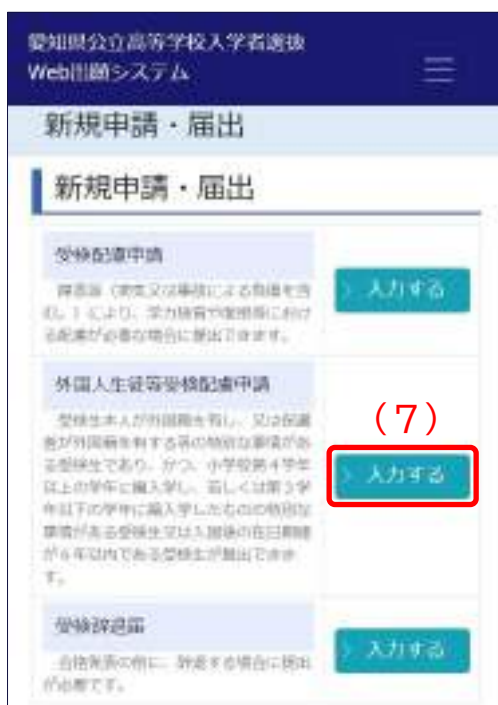 愛知県公立高等学校入学者選抜
Web出願システム
新規申請・届出
新規申請・届出
受検配慮申請
障害等（病気又は事故による負傷を含
む。）により、学力検査や面接等におけ
る配慮が必要な場合に提出できます。
入力する
外国人生徒等受検配慮申請
受検生本人が外国籍を有し、又は保護
者が外国籍を有する等の特別な事情があ
る受検生であり、かつ、小学校第４学年
以上の学年に編入学し、若しくは第３学
年以下の学年に編入学したものの特別な
事情がある受検生又は入国後の在日期間
が６年以内である受検生が提出できま
す。
（7）
入力する
受検辞退届
合格発表の前に、辞退する場合に提出
が必要です。
入力する